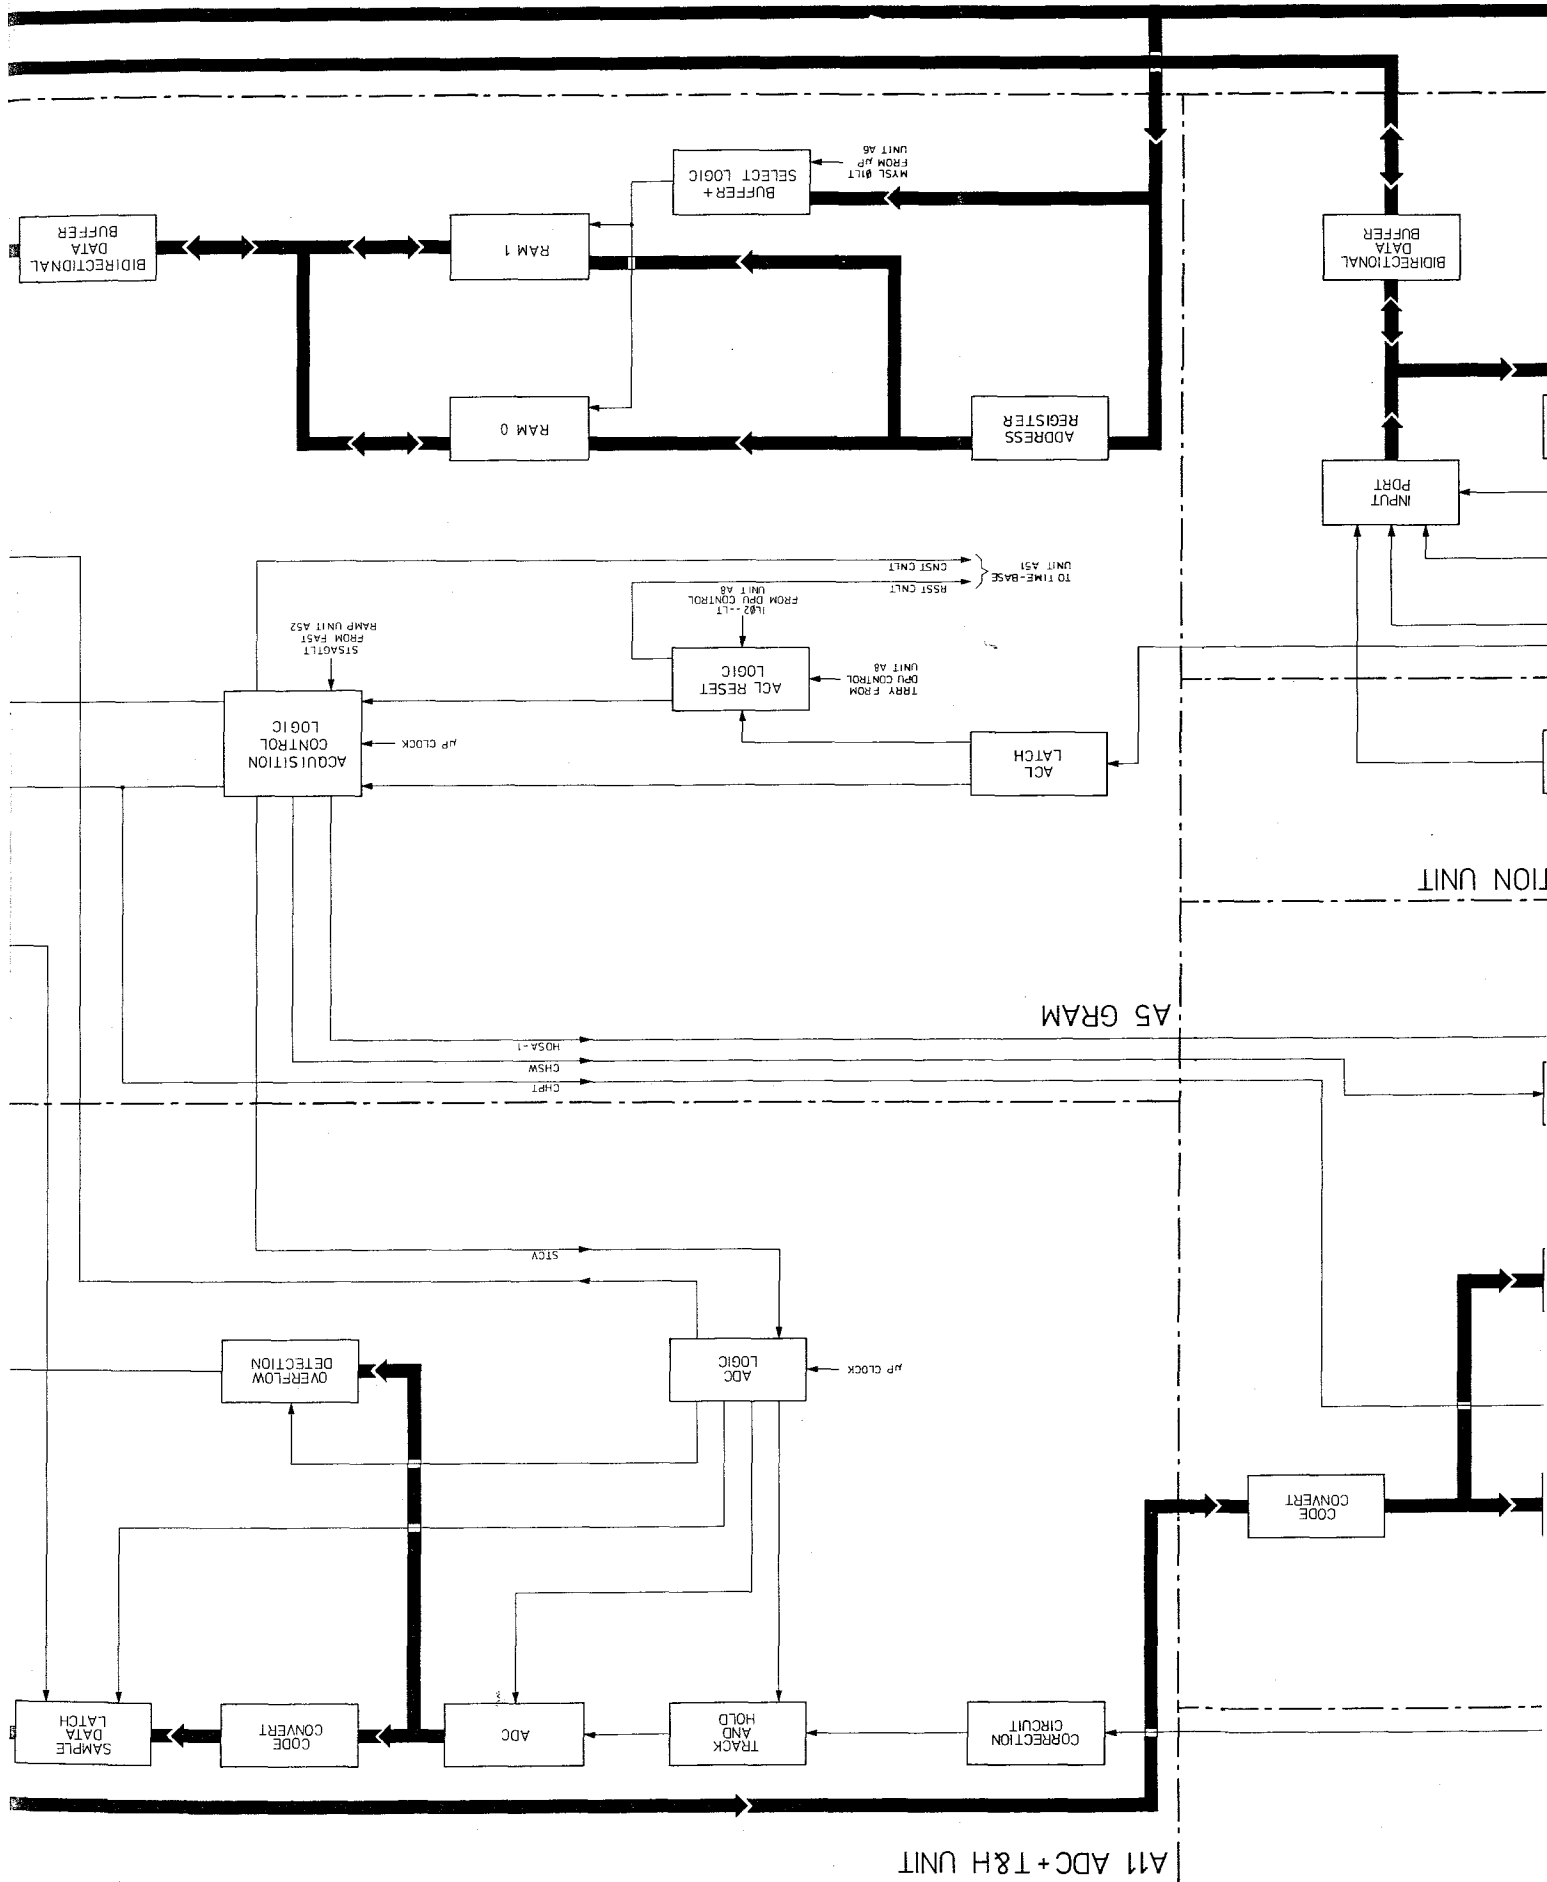 A11 ADC+T&H UNIT
CORRECTION
CIRCUIT
TRACK
AND
HOLD
ADC
CODE
CONVERT
SAMPLE
DATA
LATCH
CODE
CONVERT
µP CLOCK
ADC
LOGIC
OVERFLOW
DETECTION
STCV
CHPT
CHSW
HOSA-1
A5 GRAM
TION UNIT
ACL
LATCH
µP CLOCK
ACQUISITION
CONTROL
LOGIC
TRRY FROM
DPU CONTROL
UNIT A8
ACL RESET
LOGIC
STSAGTLT
FROM FAST
RAMP UNIT A52
IL02--LT
FROM DPU CONTROL
UNIT A8
RSST CNLT
CNST CNLT
TO TIME-BASE
UNIT A51
INPUT
PORT
ADDRESS
REGISTER
RAM 0
BIDIRECTIONAL
DATA
BUFFER
RAM 1
BIDIRECTIONAL
DATA
BUFFER
BUFFER+
SELECT LOGIC
MYSL 01LT
FROM µP
UNIT A6